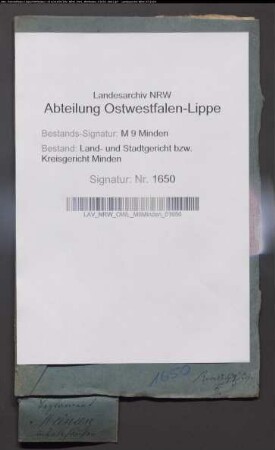 Landesarchiv NRW
Abteilung Ostwestfalen-Lippe
Bestands-Signatur: M 9 Minden
Bestand: Land- und Stadtgericht bzw.
Kreisgericht Minden
Signatur: Nr. 1650
LAV_NRW_OWL_M9Minden_01650
1650